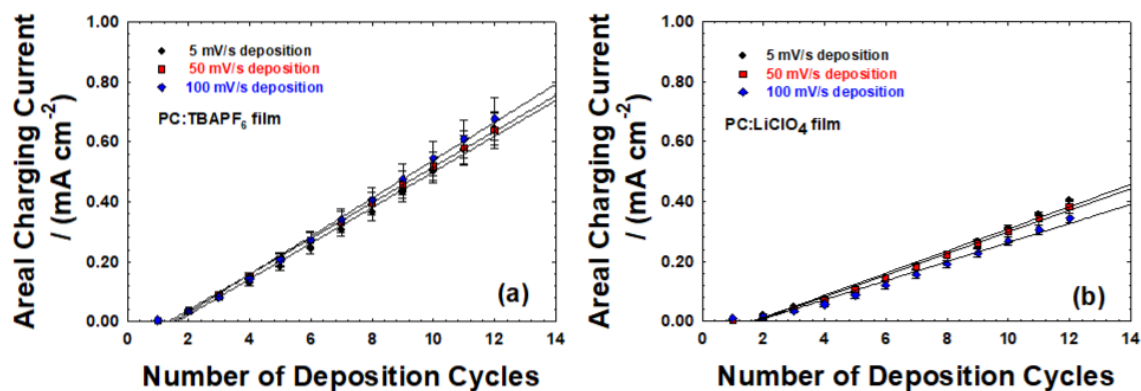 Areal Charging Current
/ (mA cm⁻²)
1.00
0.80
0.60
0.40
0.20
0.00
5 mV/s deposition
50 mV/s deposition
100 mV/s deposition
PC:TBAPF₆ film
(a)
0 2 4 6 8 10 12 14
Number of Deposition Cycles
Areal Charging Current
/ (mA cm⁻²)
1.00
0.80
0.60
0.40
0.20
0.00
5 mV/s deposition
50 mV/s deposition
100 mV/s deposition
PC:LiClO₄ film
(b)
0 2 4 6 8 10 12 14
Number of Deposition Cycles